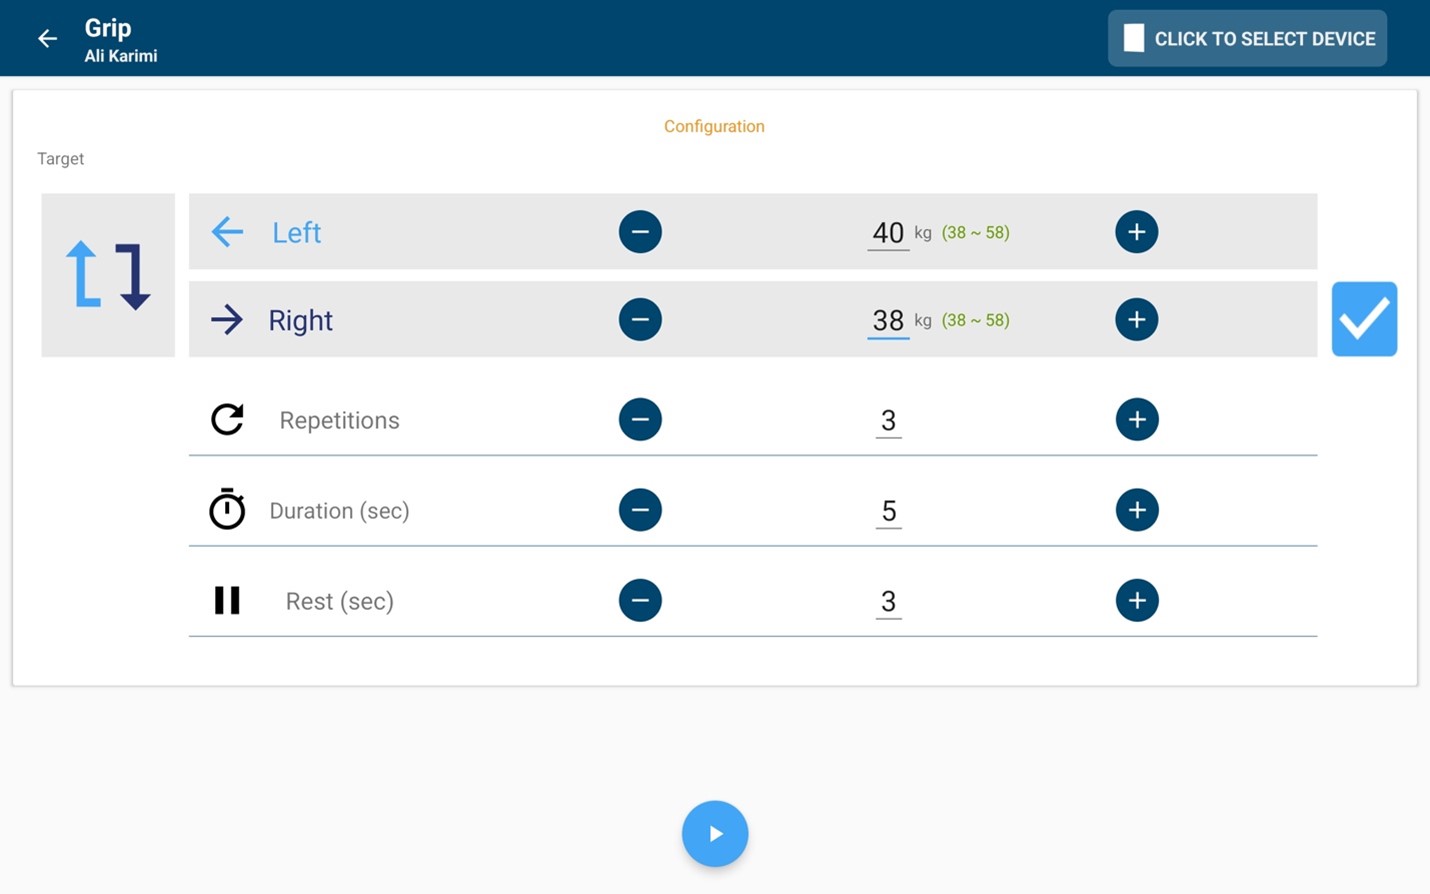 Grip
Ali Karimi
CLICK TO SELECT DEVICE
Configuration
Target
Left
40 kg (38 ~ 58)
Right
38 kg (38 ~ 58)
Repetitions
3
Duration (sec)
5
Rest (sec)
3